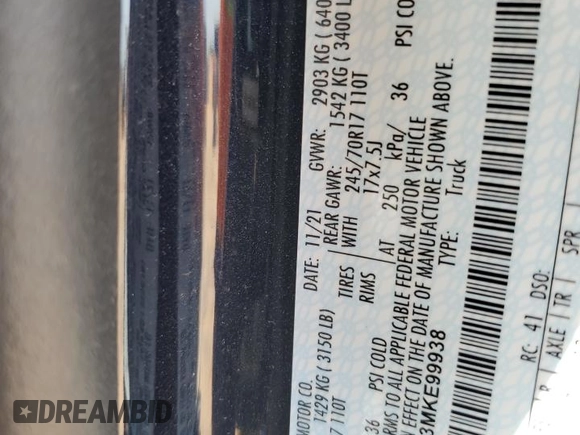 MOTOR CO.
DATE: 11/21 GVWR: 2903 KG ( 640
1429 KG ( 3150 LB) REAR GAWR: 1542 KG ( 3400 L
7 110T TIRES WITH 245/70R17 110T
RIMS 17x7.5J
36 PSI COLD AT 250 kPa/ 36 PSI CO
RMS TO ALL APPLICABLE FEDERAL MOTOR VEHICLE
N EFFECT ON THE DATE OF MANUFACTURE SHOWN ABOVE.
3MKE99938 TYPE: Truck
RC: 41 DSO:
AXLE TR SPR
DREAMBID